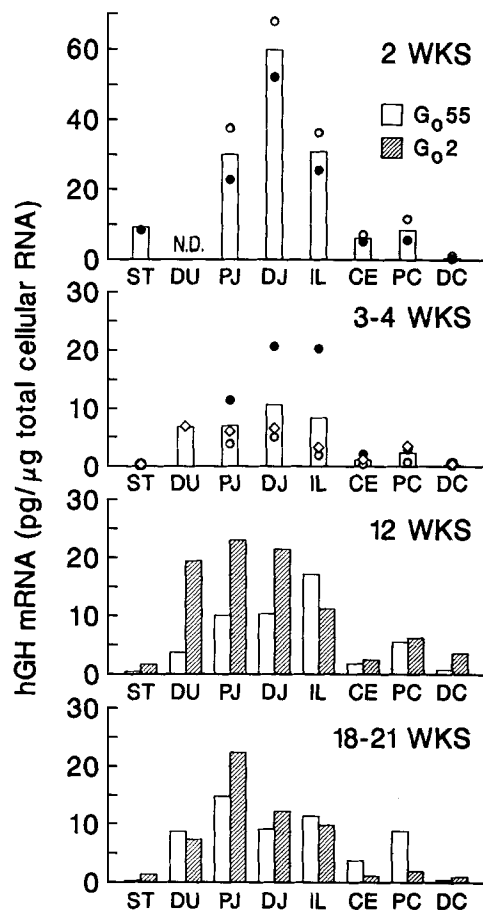 hGH mRNA (pg/μg total cellular RNA)
2 WKS
G₀55
G₀2
60
40
20
0
N.D.
ST DU PJ DJ IL CE PC DC
3-4 WKS
30
20
10
0
ST DU PJ DJ IL CE PC DC
12 WKS
30
20
10
0
ST DU PJ DJ IL CE PC DC
18-21 WKS
30
20
10
0
ST DU PJ DJ IL CE PC DC